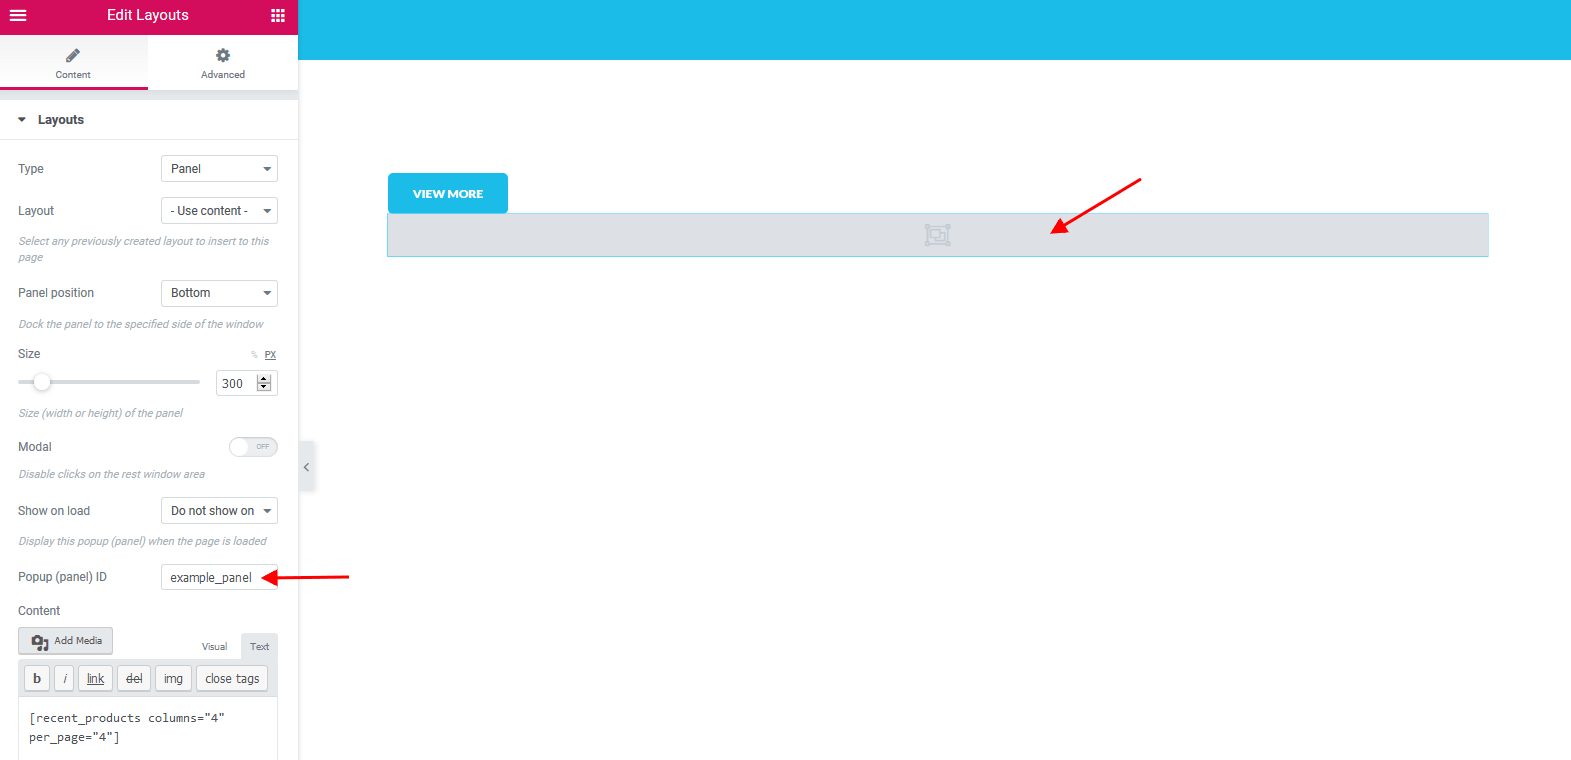 Edit Layouts
Content
Advanced
Layouts
Type
Panel
Layout
- Use content -
Select any previously created layout to insert to this
page
Panel position
Bottom
Dock the panel to the specified side of the window
Size
% PX
300
Size (width or height) of the panel
Modal
OFF
Disable clicks on the rest window area
Show on load
Do not show on
Display this popup (panel) when the page is loaded
Popup (panel) ID
example_panel
Content
Add Media
Visual
Text
b
i
link
del
img
close tags
[recent_products columns="4"
per_page="4"]
VIEW MORE